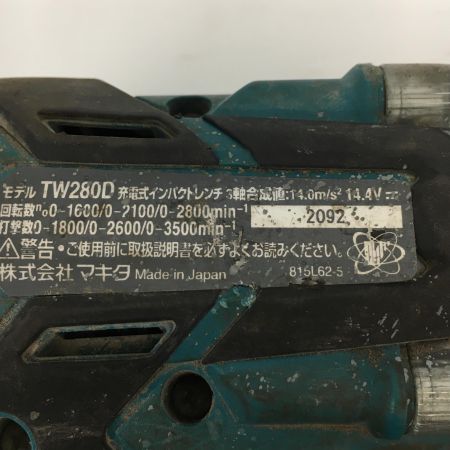 モデル TW280D 充電式インパクトレンチ 3軸合成値:14.0m/s² 14.4V⎓
回転数ⁿ₀0-1600/0-2100/0-2800min⁻¹
打撃数0-1800/0-2600/0-3500min⁻¹
2092
⚠警告・ご使用前に取扱説明書を必ずよくお読みください。
株式会社マキタ Made in Japan 815L62-5